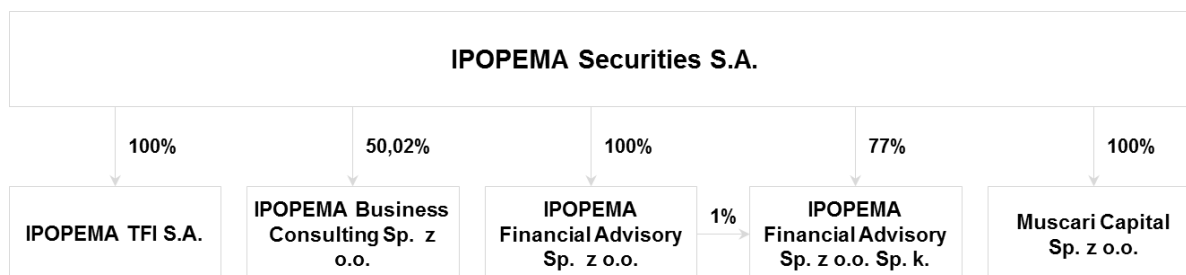 IPOPEMA Securities S.A.
100%
50,02%
100%
77%
100%
IPOPEMA TFI S.A.
IPOPEMA Business
Consulting Sp. z
o.o.
IPOPEMA
Financial Advisory
Sp. z o.o.
1%
IPOPEMA
Financial Advisory
Sp. z o.o. Sp. k.
Muscari Capital
Sp. z o.o.